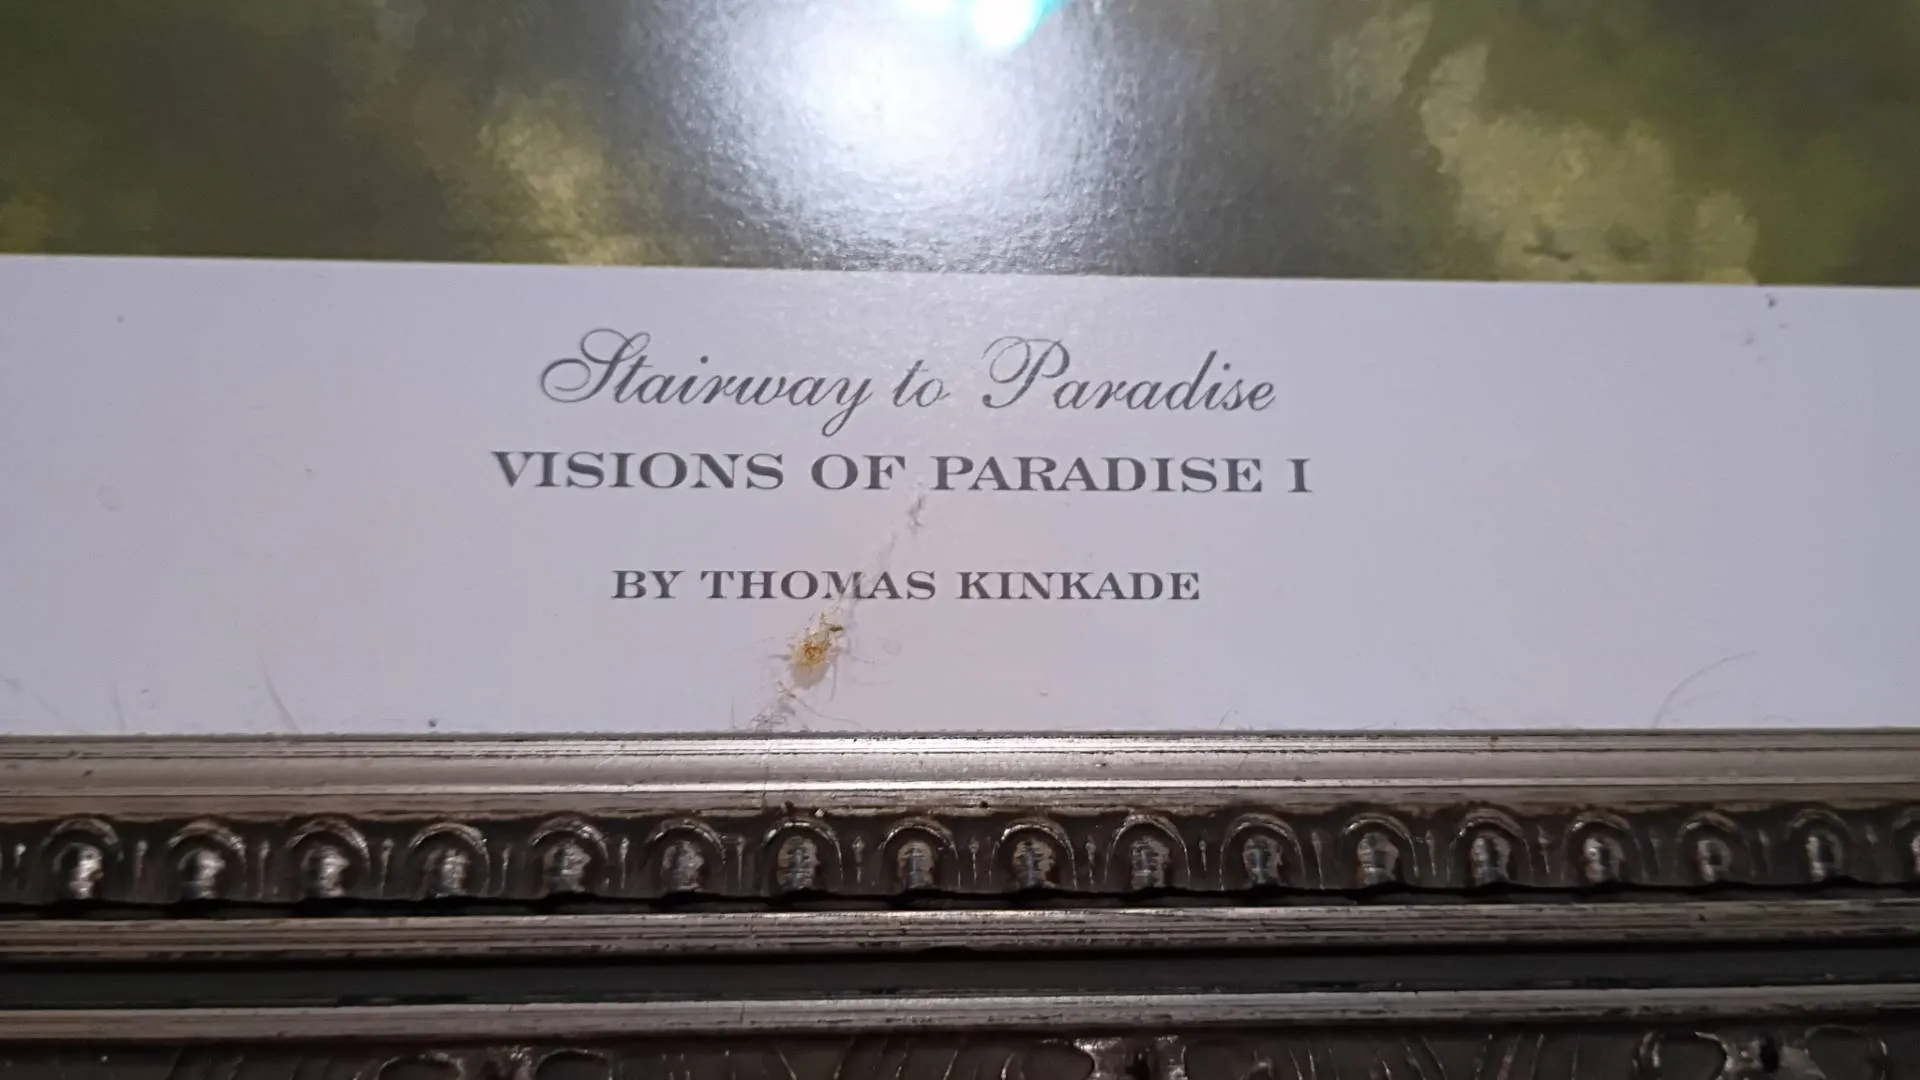 Stairway to Paradise
VISIONS OF PARADISE I
BY THOMAS KINKADE